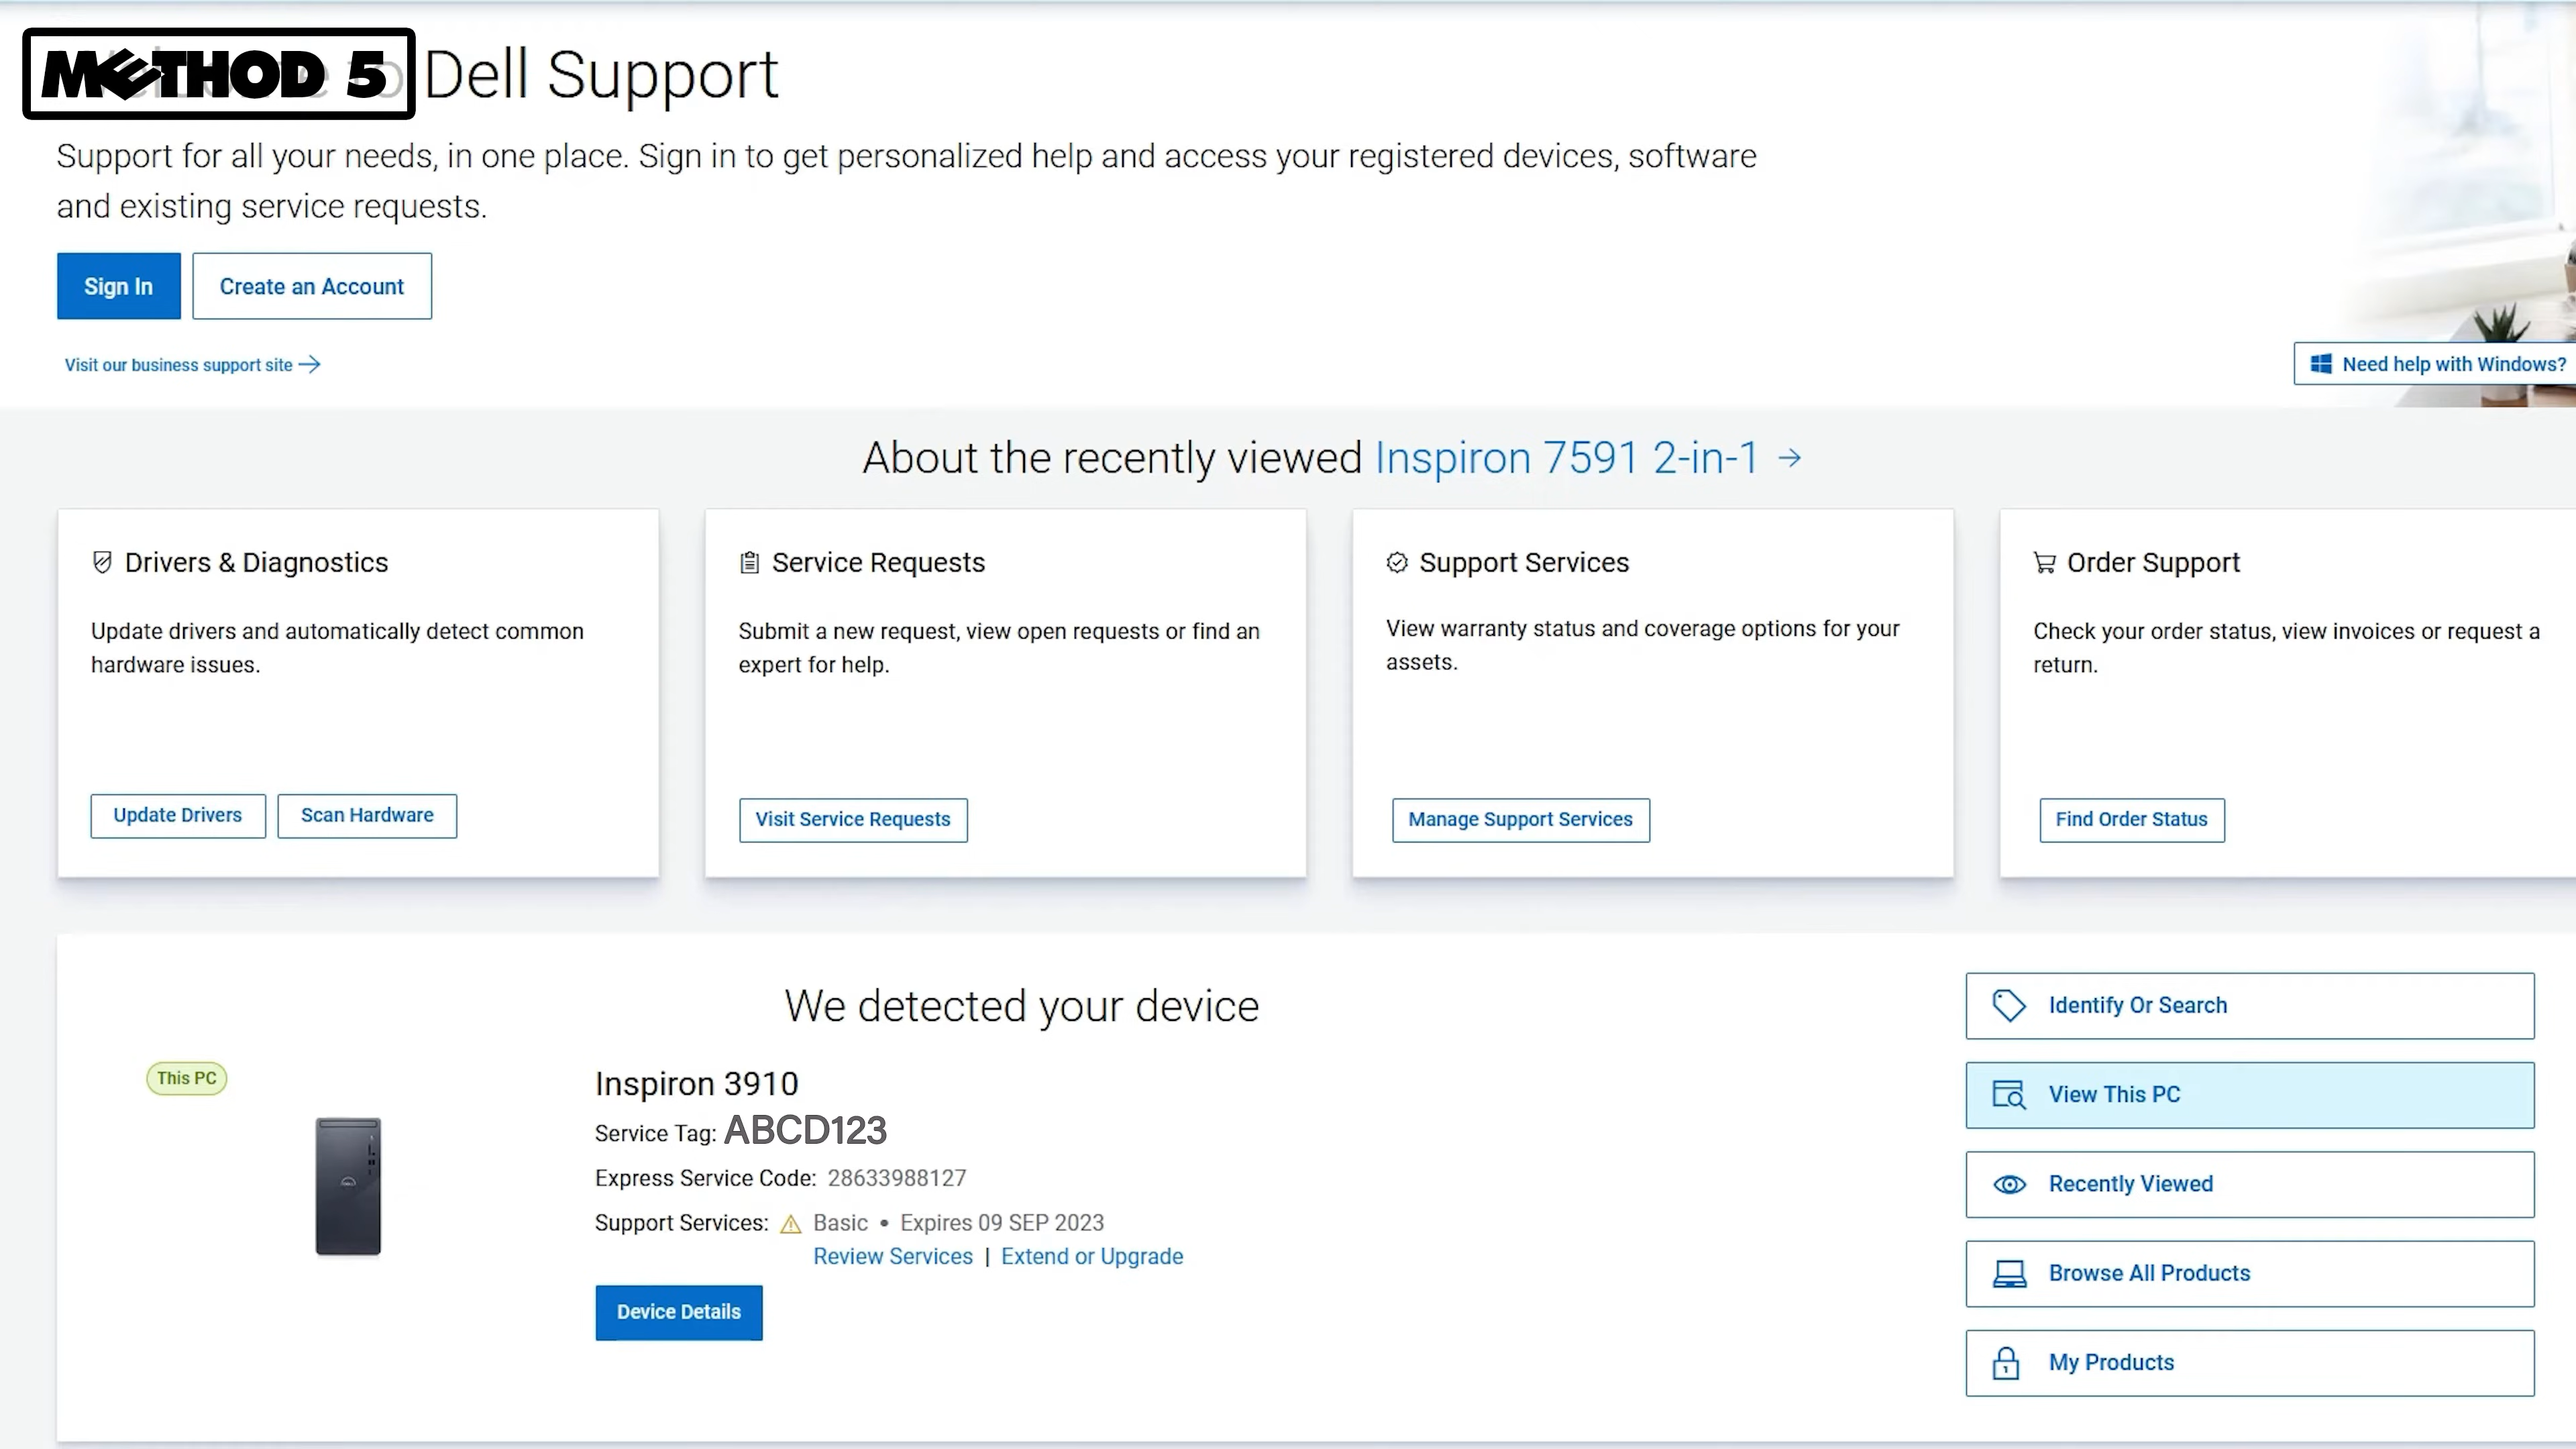 METHOD 5
Dell Support
Support for all your needs, in one place. Sign in to get personalized help and access your registered devices, software
and existing service requests.
Sign In
Create an Account
Visit our business support site
Need help with Windows?
About the recently viewed Inspiron 7591 2-in-1
Drivers & Diagnostics
Update drivers and automatically detect common
hardware issues.
Update Drivers
Scan Hardware
Service Requests
Submit a new request, view open requests or find an
expert for help.
Visit Service Requests
Support Services
View warranty status and coverage options for your
assets.
Manage Support Services
Order Support
Check your order status, view invoices or request a
return.
Find Order Status
We detected your device
This PC
Inspiron 3910
Service Tag: ABCD123
Express Service Code: 28633988127
Support Services: Basic • Expires 09 SEP 2023
Review Services | Extend or Upgrade
Device Details
Identify Or Search
View This PC
Recently Viewed
Browse All Products
My Products